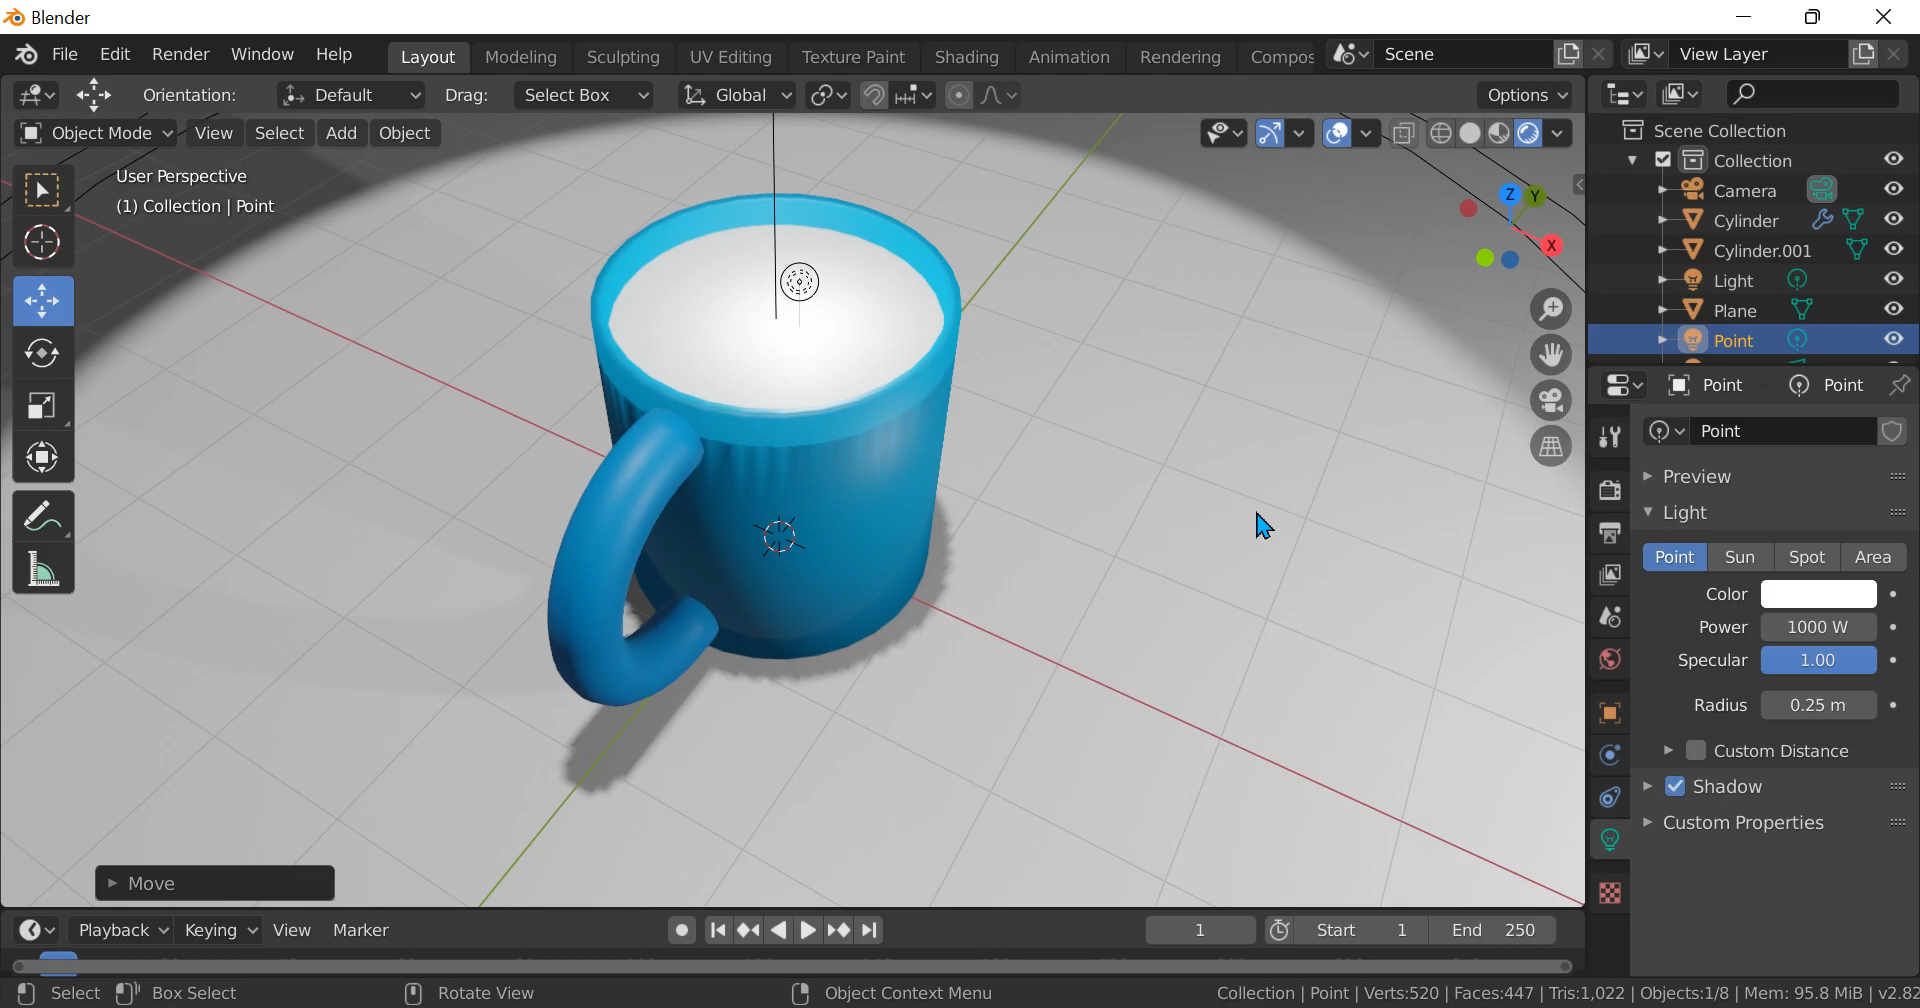 Blender
File Edit Render Window Help Layout Modeling Sculpting UV Editing Texture Paint Shading Animation Rendering Compos Scene View Layer
Orientation: Default Drag: Select Box Global Options
Object Mode View Select Add Object
User Perspective
(1) Collection | Point
Z Y
X
Scene Collection
Collection
Camera
Cylinder
Cylinder.001
Light
Plane
Point
Point Point
Point
Preview
Light
Point Sun Spot Area
Color
Power 1000 W
Specular 1.00
Radius 0.25 m
Custom Distance
Shadow
Custom Properties
Move
Playback Keying View Marker 1 Start 1 End 250
Select Box Select Rotate View Object Context Menu Collection | Point | Verts:520 | Faces:447 | Tris:1,022 | Objects:1/8 | Mem: 95.8 MiB | v2.82